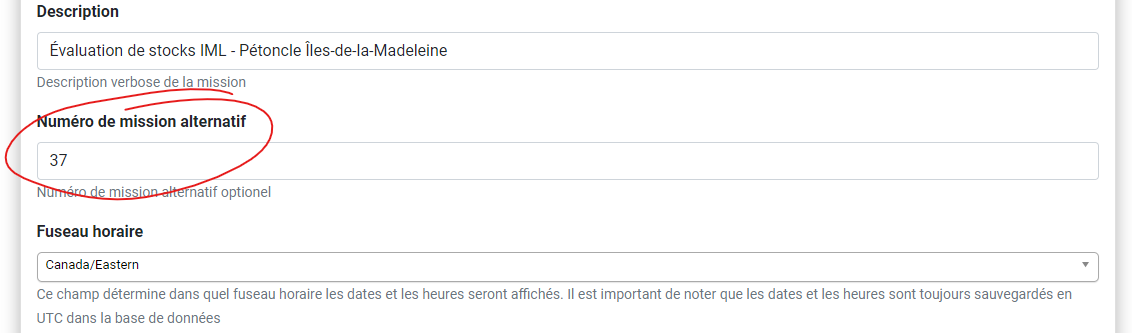 Description
Évaluation de stocks IML - Pétoncle Îles-de-la-Madeleine
Description verbose de la mission
Numéro de mission alternatif
37
Numéro de mission alternatif optionel
Fuseau horaire
Canada/Eastern
Ce champ détermine dans quel fuseau horaire les dates et les heures seront affichés. Il est important de noter que les dates et les heures sont toujours sauvegardés en
UTC dans la base de données